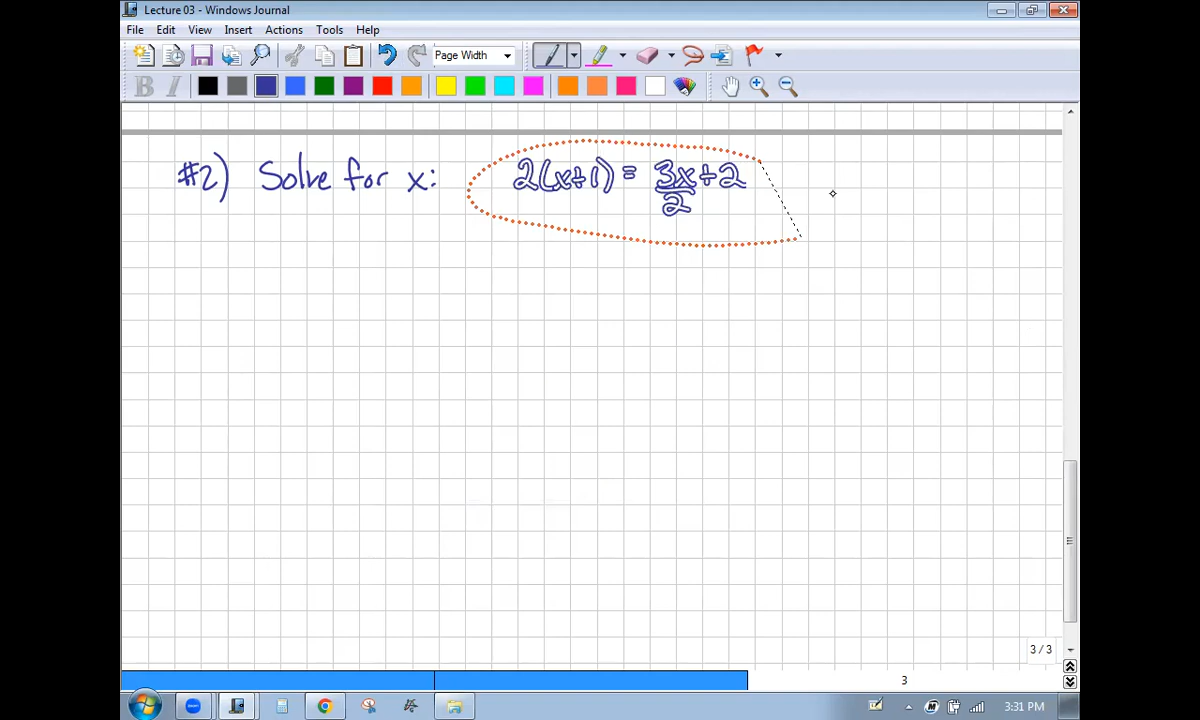 Lecture 03 - Windows Journal
File Edit View Insert Actions Tools Help
Page Width
B I
#2) Solve for x: 2(x+1) = 3x/2 + 2
3 / 3
3
3:31 PM